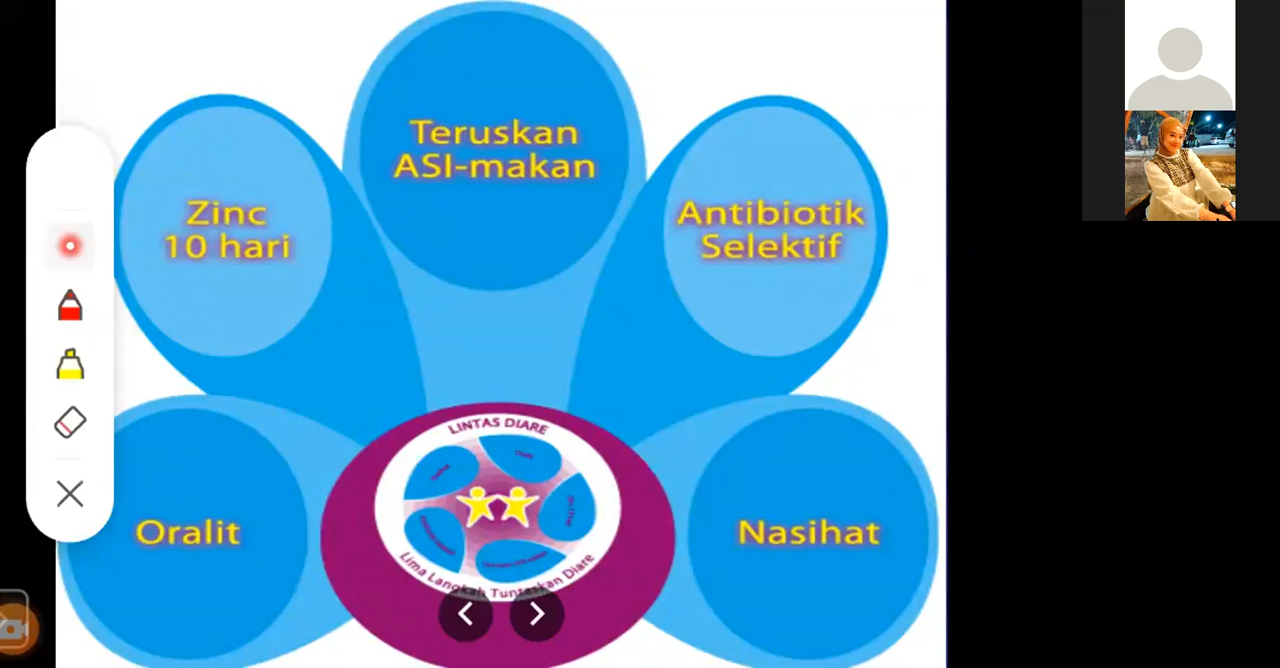 Teruskan
ASI-makan
Zinc
10 hari
Antibiotik
Selektif
Oralit
Nasihat
LINTAS DIARE
Lima Langkah Tuntaskan Diare